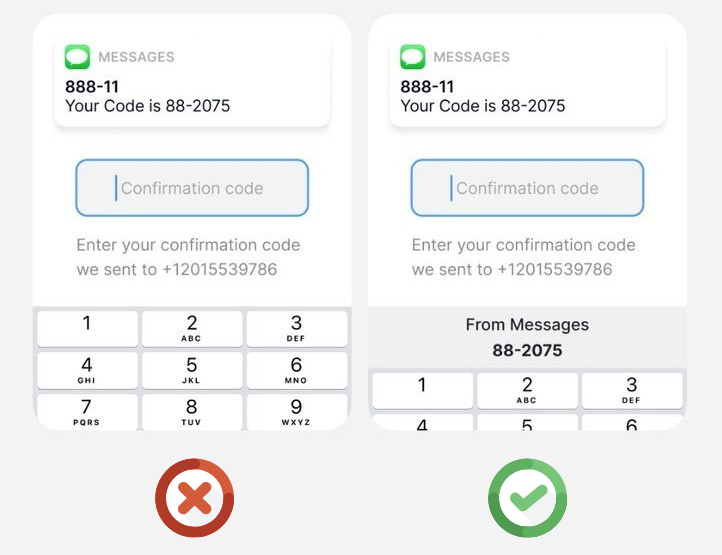 MESSAGES
888-11
Your Code is 88-2075
Confirmation code
Enter your confirmation code
we sent to +12015539786
1
2
ABC
3
DEF
4
GHI
5
JKL
6
MNO
7
PQRS
8
TUV
9
WXYZ
MESSAGES
888-11
Your Code is 88-2075
Confirmation code
Enter your confirmation code
we sent to +12015539786
From Messages
88-2075
1
2
ABC
3
DEF
4
5
6